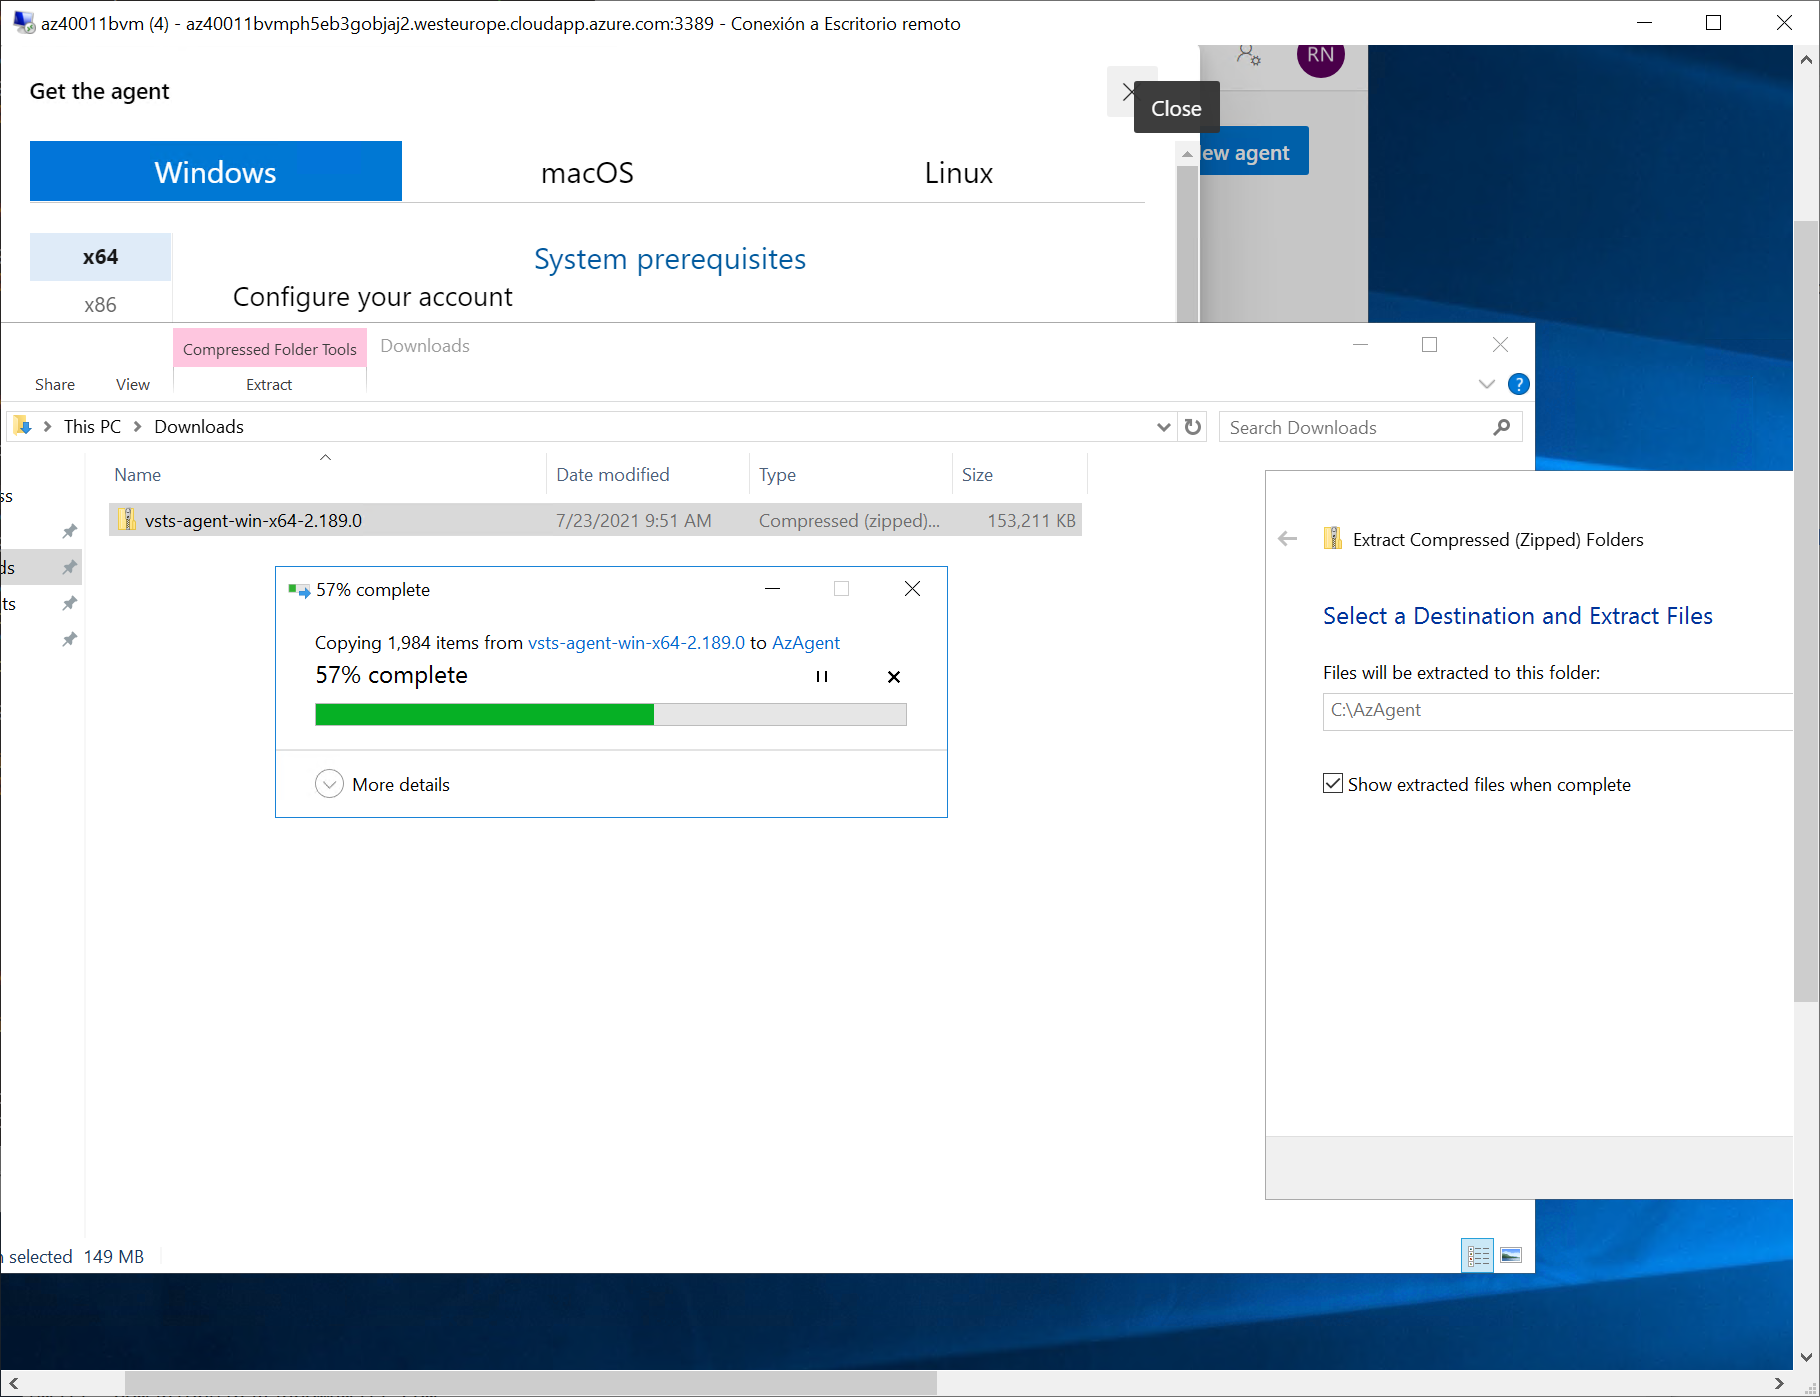 az40011bvm (4) - az40011bvmph5eb3gobjaj2.westeurope.cloudapp.azure.com:3389 - Conexión a Escritorio remoto
RN
Get the agent
Close
ew agent
Windows
macOS
Linux
x64
System prerequisites
x86
Configure your account
Compressed Folder Tools
Downloads
Share
View
Extract
This PC > Downloads
Search Downloads
Name
Date modified
Type
Size
ss
vsts-agent-win-x64-2.189.0
7/23/2021 9:51 AM
Compressed (zipped)...
153,211 KB
ds
ts
57% complete
Copying 1,984 items from vsts-agent-win-x64-2.189.0 to AzAgent
57% complete
More details
Extract Compressed (Zipped) Folders
Select a Destination and Extract Files
Files will be extracted to this folder:
C:\AzAgent
Show extracted files when complete
selected 149 MB